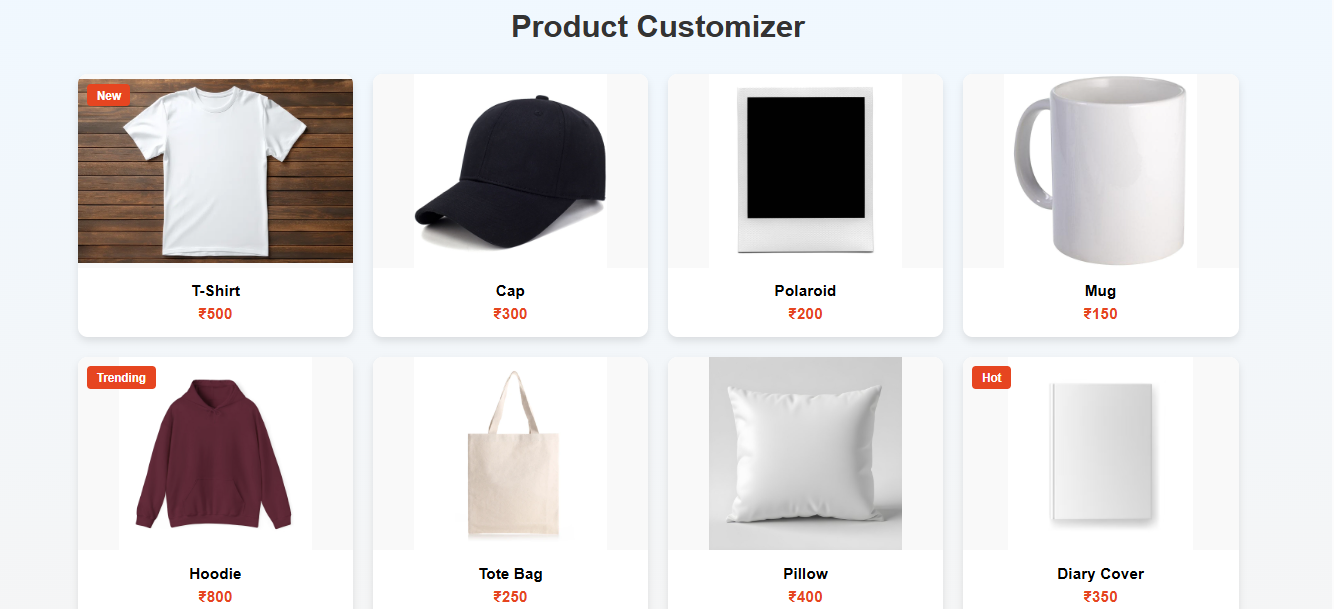 Product Customizer
New
T-Shirt
₹500
Cap
₹300
Polaroid
₹200
Mug
₹150
Trending
Hoodie
₹800
Tote Bag
₹250
Pillow
₹400
Hot
Diary Cover
₹350